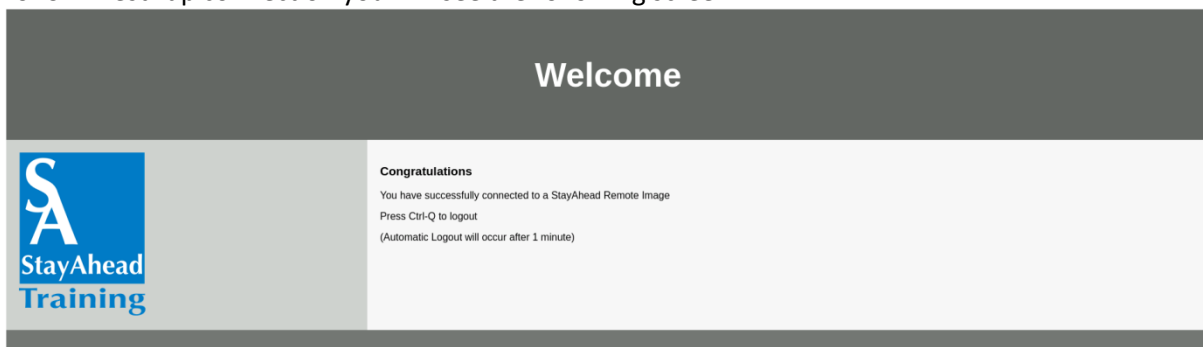 Welcome
SA
StayAhead
Training
Congratulations
You have successfully connected to a StayAhead Remote Image
Press Ctrl-Q to logout
(Automatic Logout will occur after 1 minute)